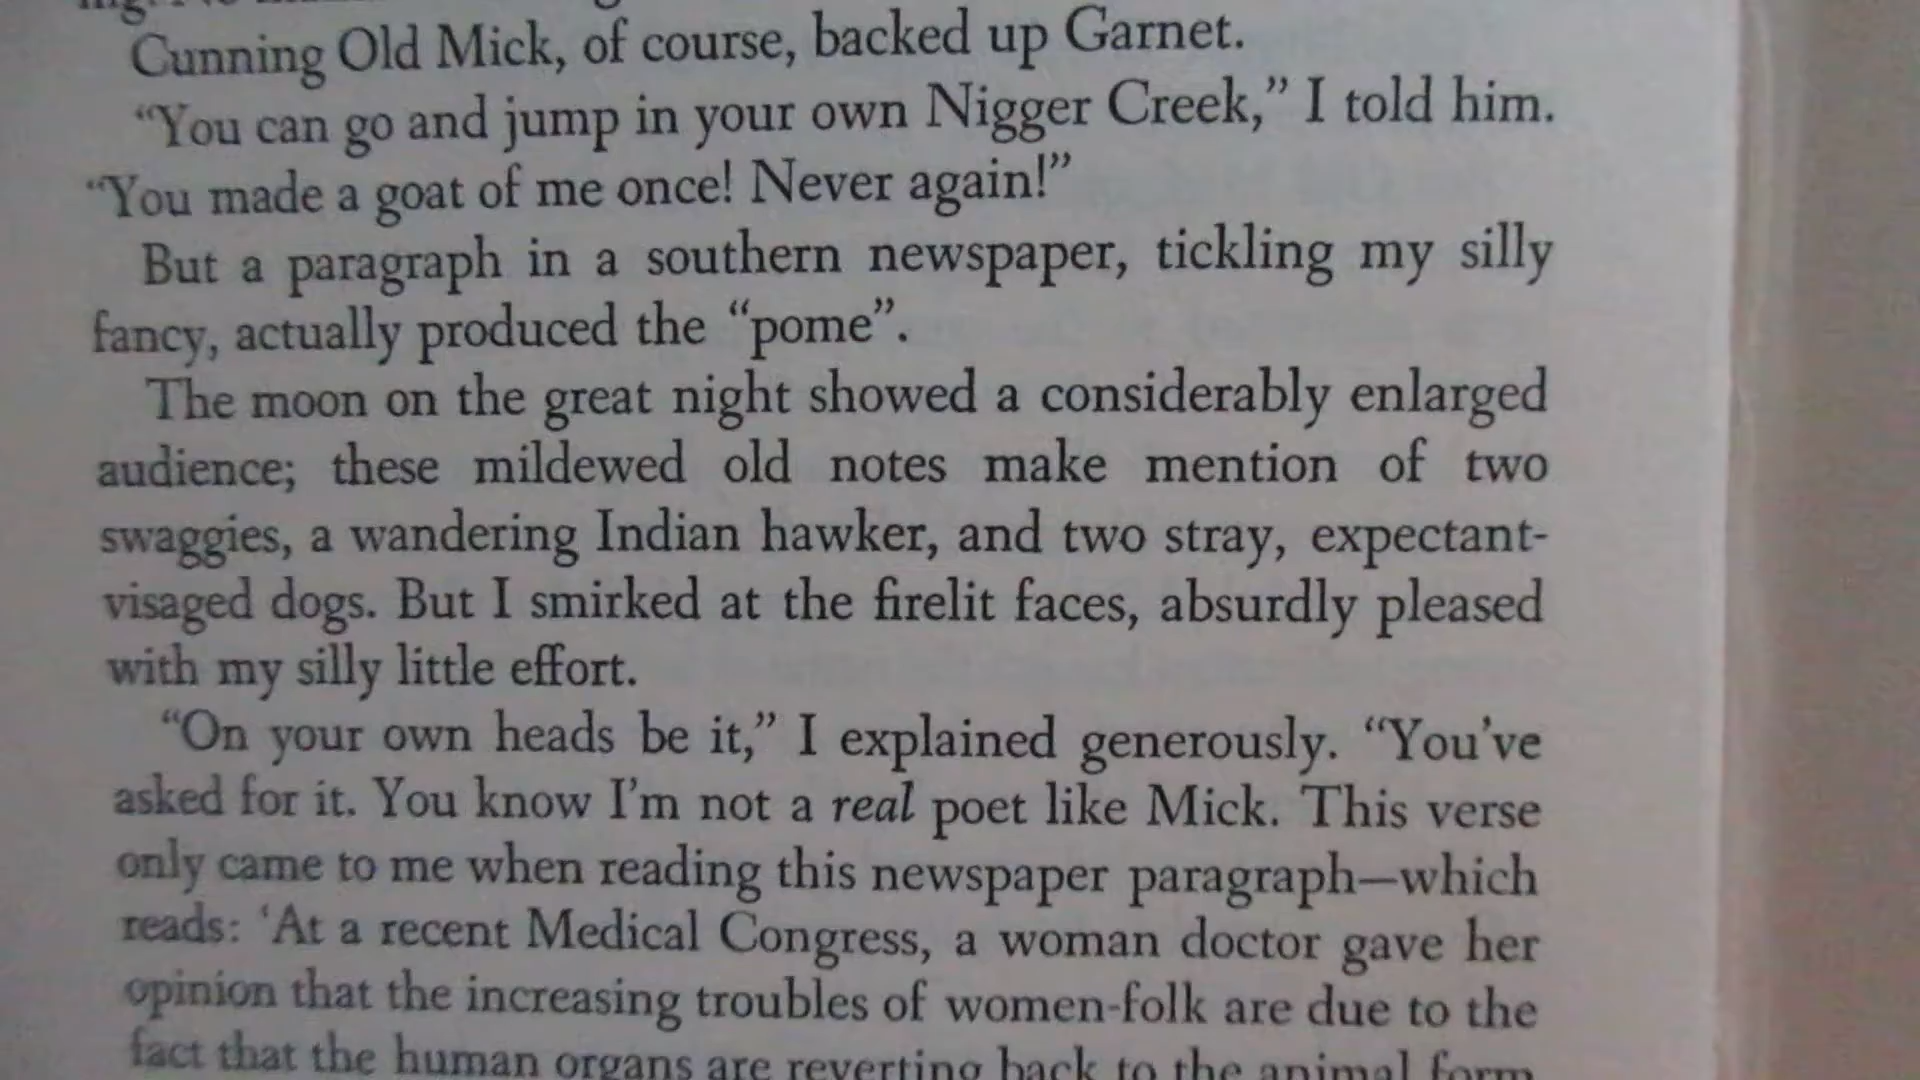 Cunning Old Mick, of course, backed up Garnet.
“You can go and jump in your own Nigger Creek,” I told him.
“You made a goat of me once! Never again!”
But a paragraph in a southern newspaper, tickling my silly
fancy, actually produced the “pome”.
The moon on the great night showed a considerably enlarged
audience; these mildewed old notes make mention of two
swaggies, a wandering Indian hawker, and two stray, expectant-
visaged dogs. But I smirked at the firelit faces, absurdly pleased
with my silly little effort.
“On your own heads be it,” I explained generously. “You've
asked for it. You know I'm not a real poet like Mick. This verse
only came to me when reading this newspaper paragraph—which
reads: ‘At a recent Medical Congress, a woman doctor gave her
opinion that the increasing troubles of women-folk are due to the
fact that the human organs are reverting back to the animal form